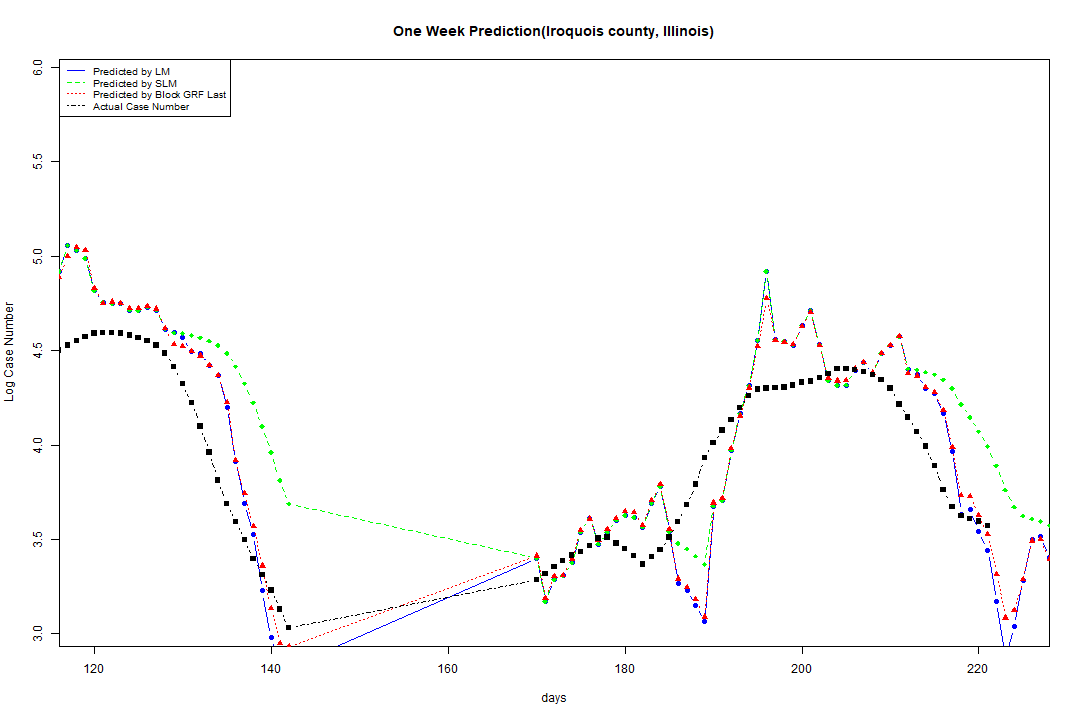 One Week Prediction(Iroquois county, Illinois)
Predicted by LM
Predicted by SLM
Predicted by Block GRF Last
Actual Case Number
6.0
5.5
5.0
4.5
4.0
3.5
3.0
Log Case Number
120 140 160 180 200 220
days